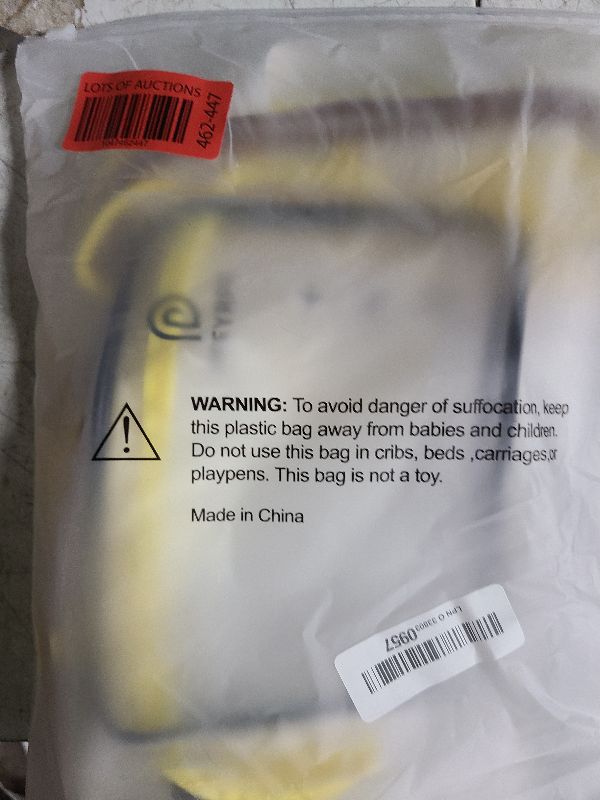 LOTS OF AUCTIONS
462-447
WARNING: To avoid danger of suffocation, keep
this plastic bag away from babies and children.
Do not use this bag in cribs, beds ,carriages,or
playpens. This bag is not a toy.
Made in China
0957